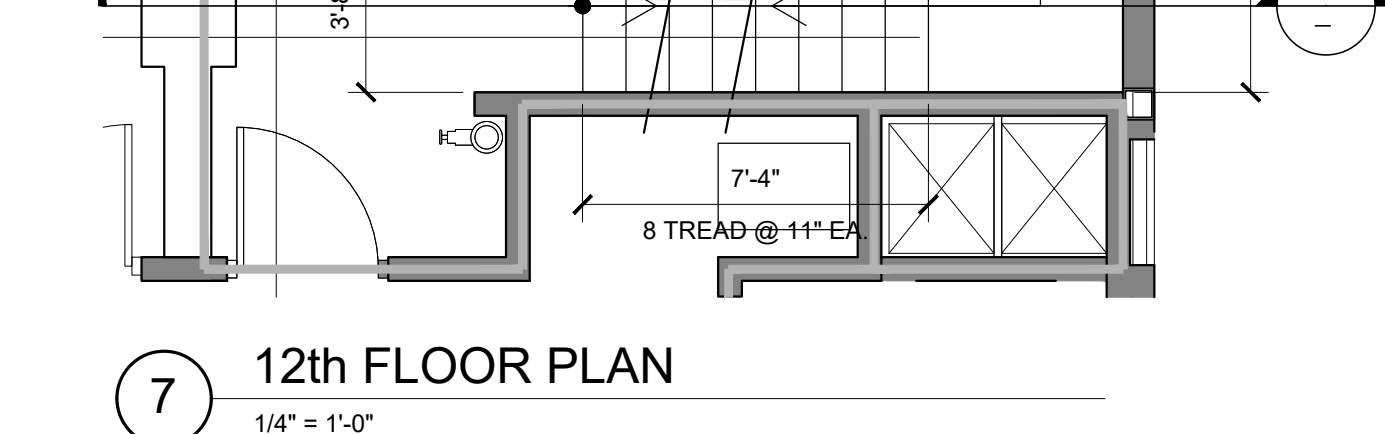 7'-4"
8 TREAD @ 11" EA.
7
12th FLOOR PLAN
1/4" = 1'-0"